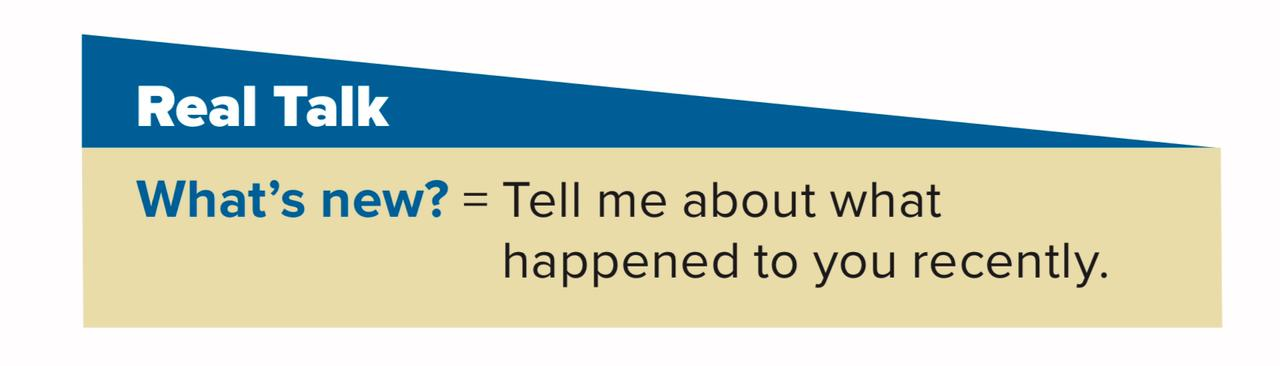 Real Talk
What’s new? = Tell me about what
happened to you recently.